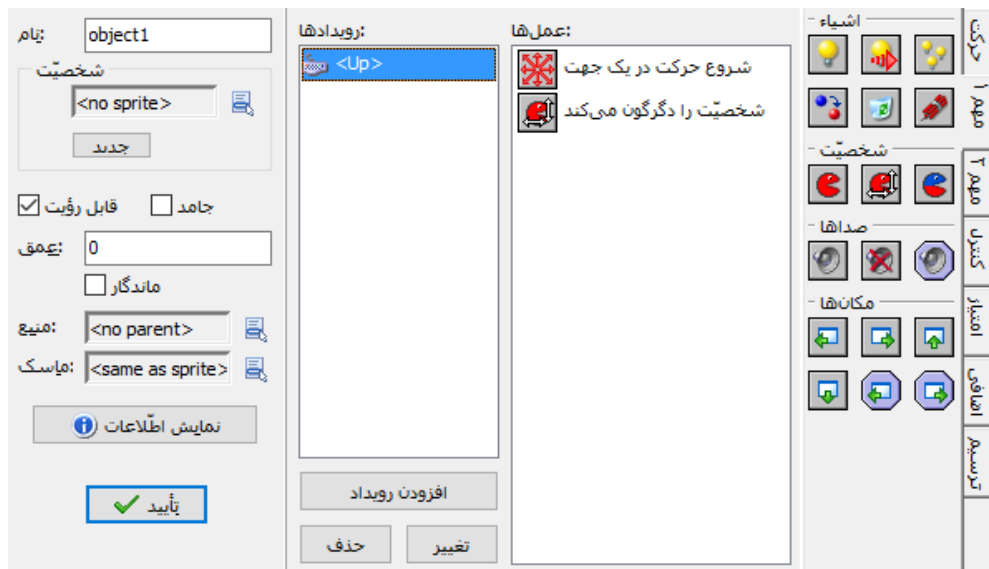 نام:
object1
شخصیّت
<no sprite>
جدید
قابل رؤیت
جامد
عمق:
0
ماندگار
منبع:
<no parent>
ماسک:
<same as sprite>
نمایش اطّلاعات
تأیید
رویدادها:
<Up>
افزودن رویداد
حذف
تغییر
عمل‌ها:
شروع حرکت در یک جهت
شخصیّت را دگرگون می‌کند
اشیاء
شخصیّت
صداها
مکان‌ها
حرکت
مهم ۱
مهم ۲
کنترل
امتیاز
اضافی
ترسیم